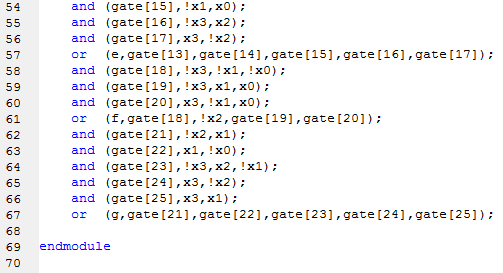 54 and (gate[15],!x1,x0);
55 and (gate[16],!x3,x2);
56 and (gate[17],x3,!x2);
57 or (e,gate[13],gate[14],gate[15],gate[16],gate[17]);
58 and (gate[18],!x3,!x1,!x0);
59 and (gate[19],!x3,x1,x0);
60 and (gate[20],x3,!x1,x0);
61 or (f,gate[18],!x2,gate[19],gate[20]);
62 and (gate[21],!x2,x1);
63 and (gate[22],x1,!x0);
64 and (gate[23],!x3,x2,!x1);
65 and (gate[24],x3,!x2);
66 and (gate[25],x3,x1);
67 or (g,gate[21],gate[22],gate[23],gate[24],gate[25]);
68
69 endmodule
70